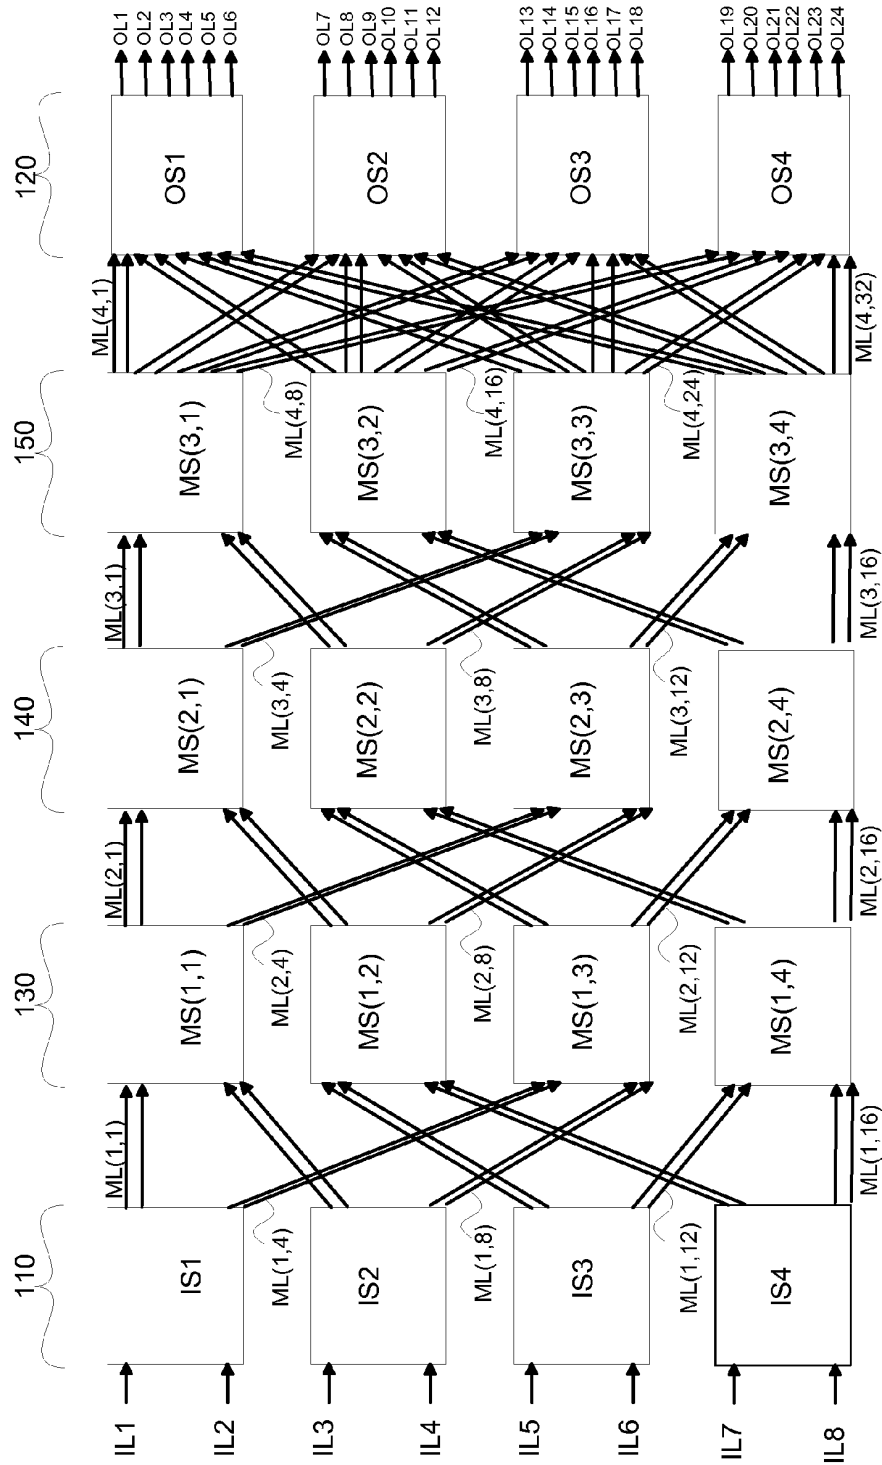 110
130
140
150
120
IL1
IL2
IL3
IL4
IL5
IL6
IL7
IL8
IS1
IS2
IS3
IS4
ML(1,1)
ML(1,4)
ML(1,8)
ML(1,12)
ML(1,16)
MS(1,1)
MS(1,2)
MS(1,3)
MS(1,4)
ML(2,1)
ML(2,4)
ML(2,8)
ML(2,12)
ML(2,16)
MS(2,1)
MS(2,2)
MS(2,3)
MS(2,4)
ML(3,1)
ML(3,4)
ML(3,8)
ML(3,12)
ML(3,16)
MS(3,1)
MS(3,2)
MS(3,3)
MS(3,4)
ML(4,1)
ML(4,8)
ML(4,16)
ML(4,24)
ML(4,32)
OS1
OS2
OS3
OS4
OL1
OL2
OL3
OL4
OL5
OL6
OL7
OL8
OL9
OL10
OL11
OL12
OL13
OL14
OL15
OL16
OL17
OL18
OL19
OL20
OL21
OL22
OL23
OL24